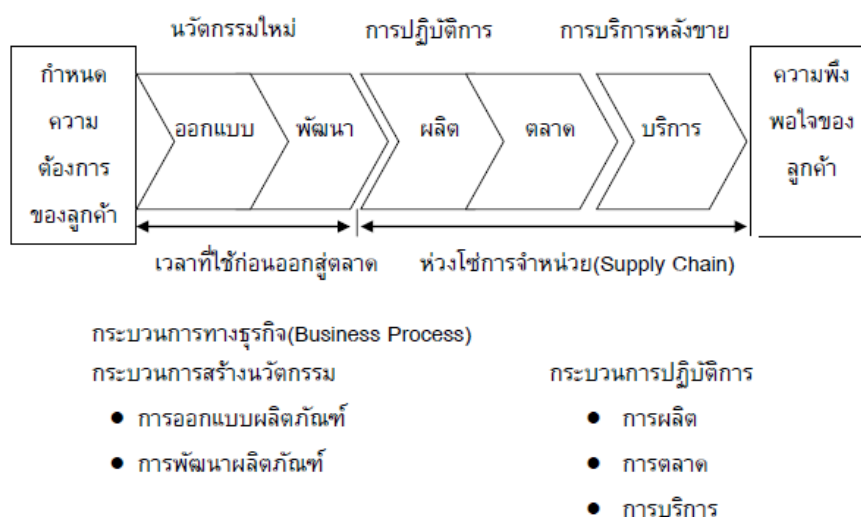 นวัตกรรมใหม่ การปฏิบัติการ การบริการหลังขาย
กำหนด
ความ
ต้องการ
ของลูกค้า
ออกแบบ พัฒนา ผลิต ตลาด บริการ
ความพึง
พอใจของ
ลูกค้า
เวลาที่ใช้ก่อนออกสู่ตลาด ห่วงโซ่การจำหน่วย(Supply Chain)
กระบวนการทางธุรกิจ(Business Process)
กระบวนการสร้างนวัตกรรม กระบวนการปฏิบัติการ
● การออกแบบผลิตภัณฑ์ ● การผลิต
● การพัฒนาผลิตภัณฑ์ ● การตลาด
● การบริการ